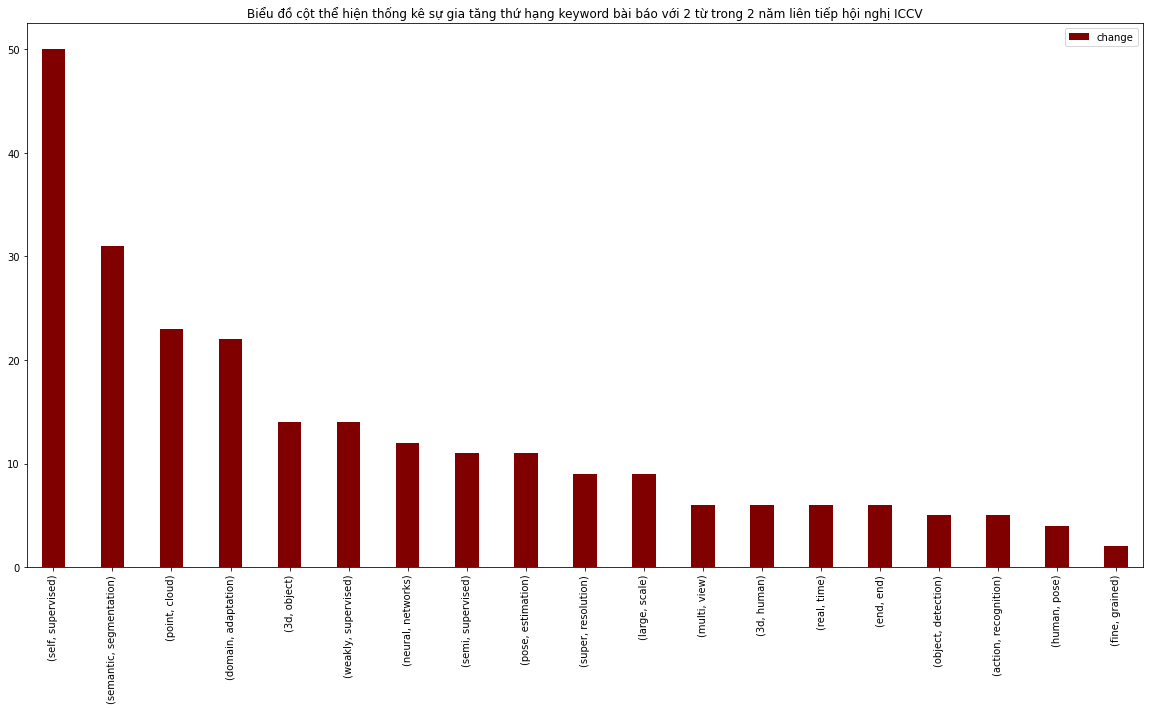 Biểu đồ cột thể hiện thống kê sự gia tăng thứ hạng keyword bài báo với 2 từ trong 2 năm liên tiếp hội nghị ICCV
change
50
40
30
20
10
0
(self, supervised)
(semantic, segmentation)
(point, cloud)
(domain, adaptation)
(3d, object)
(weakly, supervised)
(neural, networks)
(semi, supervised)
(pose, estimation)
(super, resolution)
(large, scale)
(multi, view)
(3d, human)
(real, time)
(end, end)
(object, detection)
(action, recognition)
(human, pose)
(fine, grained)